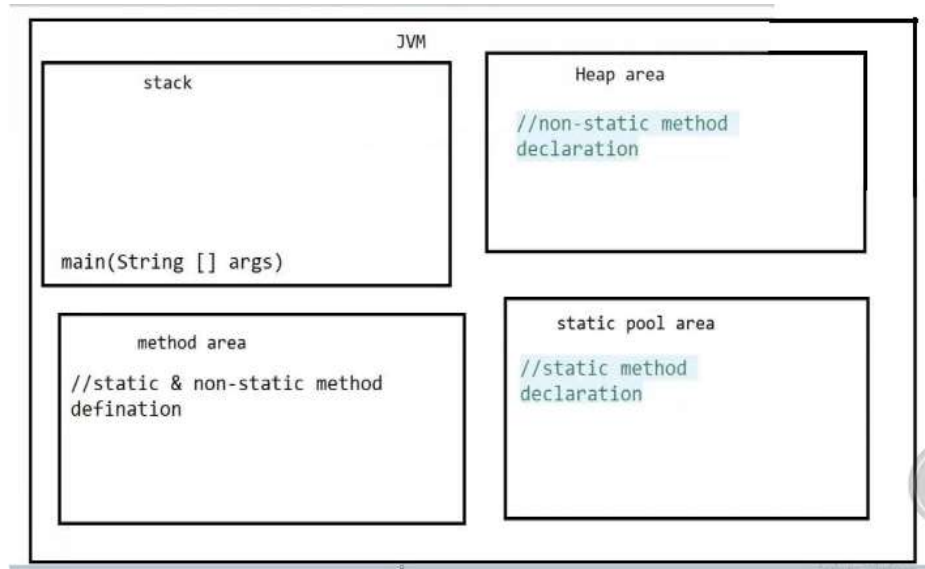 JVM
stack
main(String [] args)
Heap area
//non-static method
declaration
method area
//static & non-static method
defination
static pool area
//static method
declaration